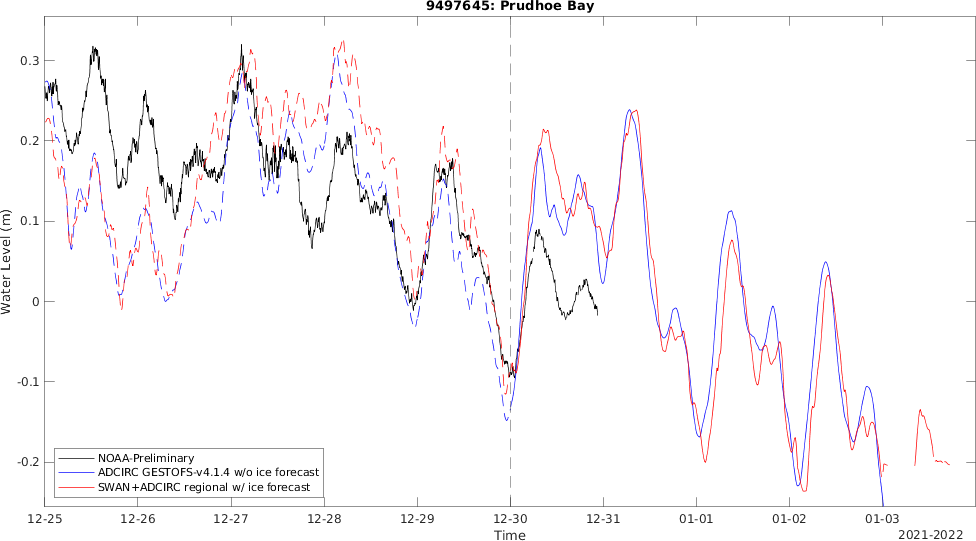 9497645: Prudhoe Bay
Water Level (m)
0.3
0.2
0.1
0
-0.1
-0.2
NOAA-Preliminary
ADCIRC GESTOFS-v4.1.4 w/o ice forecast
SWAN+ADCIRC regional w/ ice forecast
12-25 12-26 12-27 12-28 12-29 12-30 12-31 01-01 01-02 01-03
Time
2021-2022